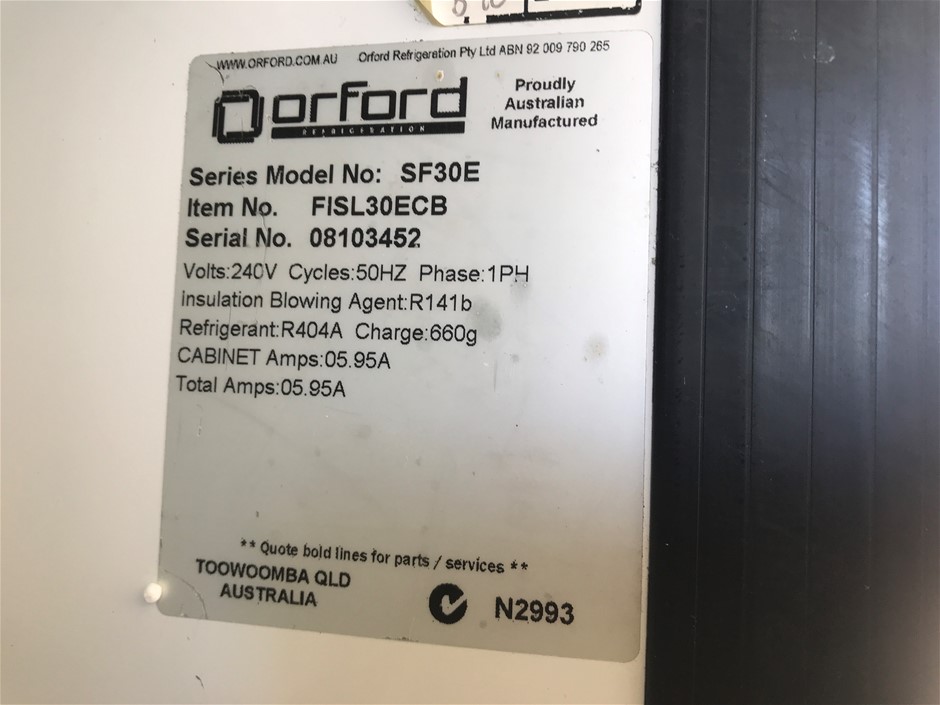 WWW.ORFORD.COM.AU Orford Refrigeration Pty Ltd ABN 92 009 790 265
orford
REFRIGERATION
Proudly
Australian
Manufactured
Series Model No: SF30E
Item No. FISL30ECB
Serial No. 08103452
Volts:240V Cycles:50HZ Phase:1PH
Insulation Blowing Agent:R141b
Refrigerant:R404A Charge:660g
CABINET Amps:05.95A
Total Amps:05.95A
** Quote bold lines for parts / services **
TOOWOOMBA QLD
AUSTRALIA
N2993